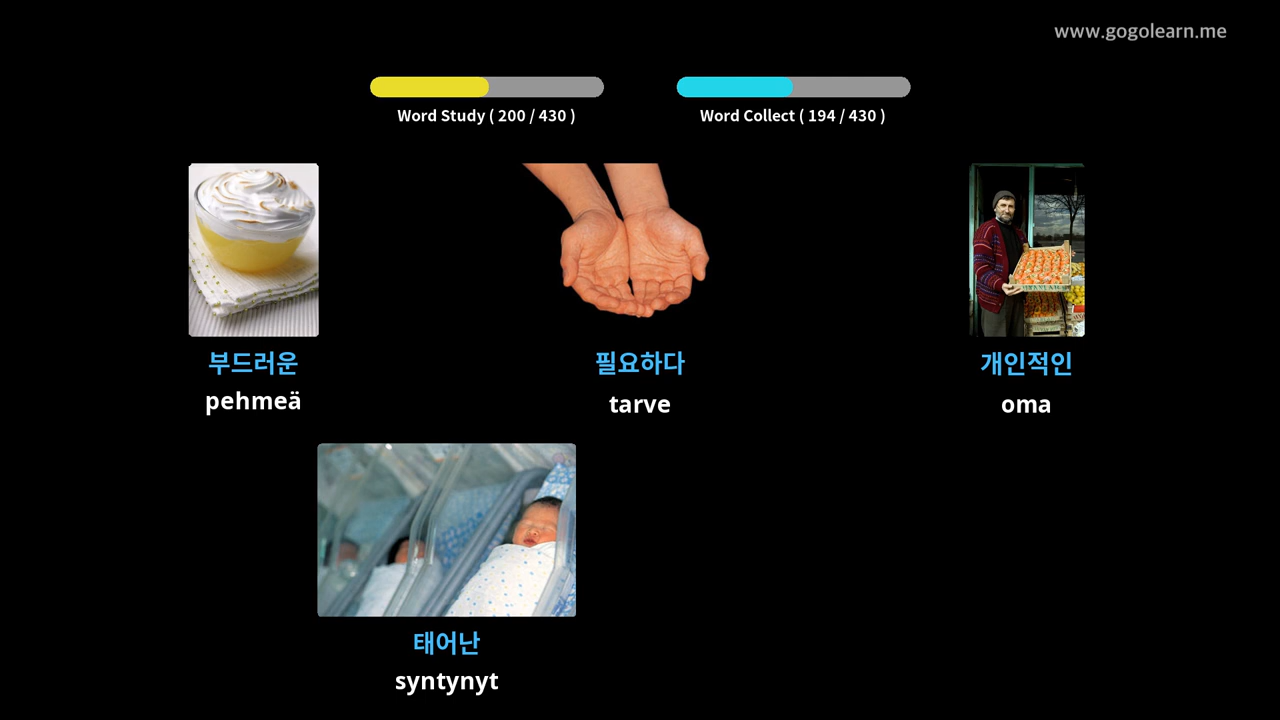 www.gogolearn.me
Word Study ( 200 / 430 )
Word Collect ( 194 / 430 )
부드러운
필요하다
개인적인
pehmeä
tarve
oma
태어난
syntynyt